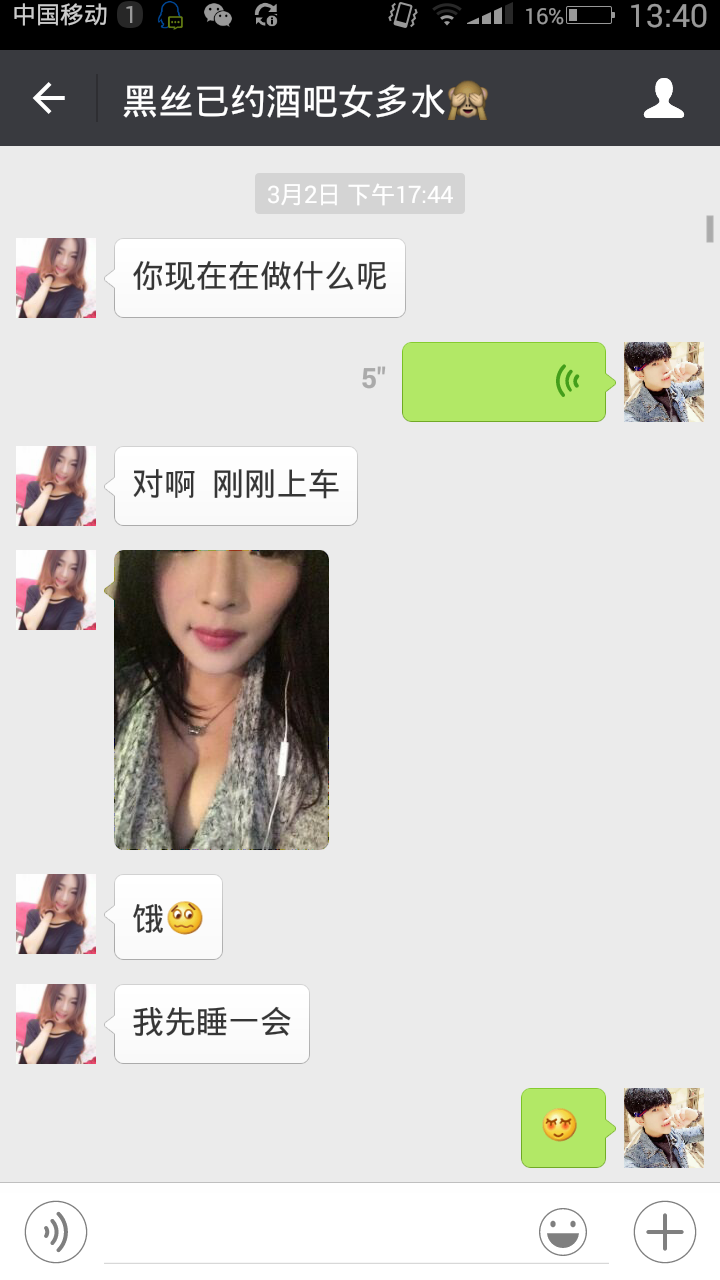 中国移动 1 16% 13:40
黑丝已约酒吧女多水🙈
3月2日 下午17:44
你现在在做什么呢
5"
对啊 刚刚上车
饿
我先睡一会